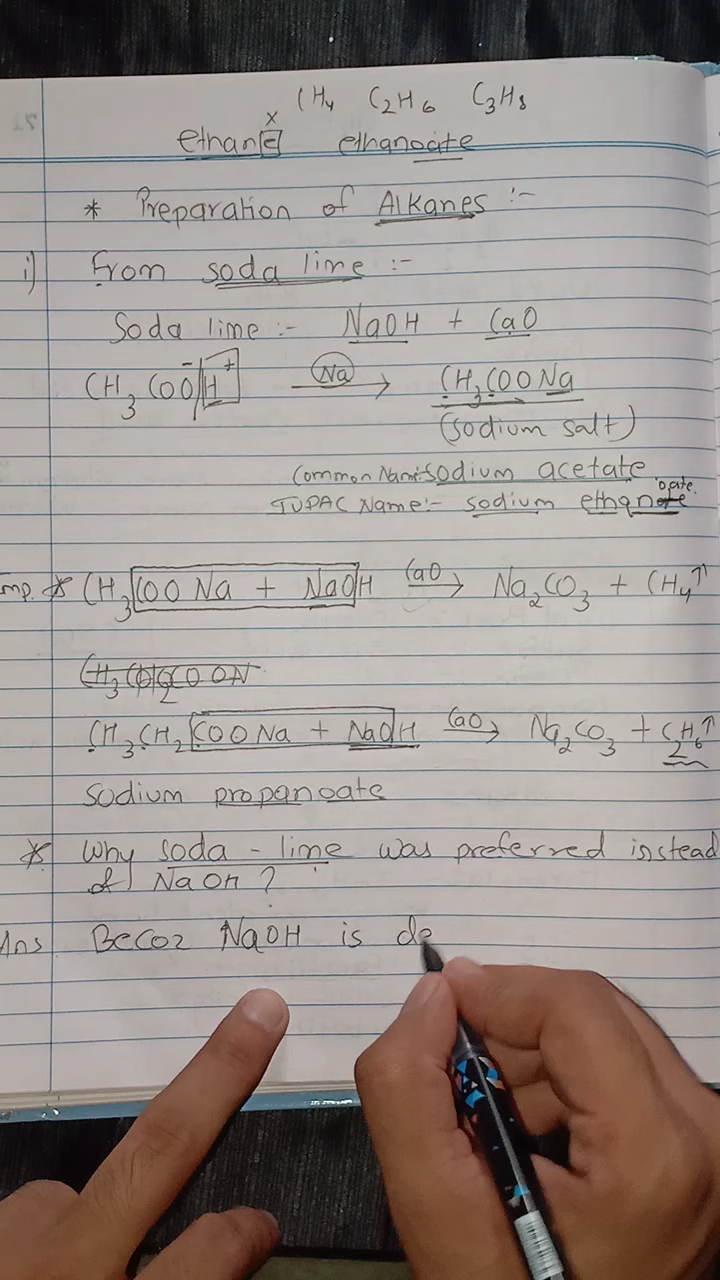 CH4 C2H6 C3H8
x
ethane ethanoate
* Preparation of Alkanes :-
i) From soda lime :-
Soda lime :- NaOH + CaO
CH3COO⁻H⁺ Na → CH3COONa
(sodium salt)
Common Name:- sodium acetate
IUPAC Name:- sodium ethanoate
Imp. * CH3COONa + NaOH CaO → Na2CO3 + CH4↑
CH3CH2COONa + NaOH CaO → Na2CO3 + C2H6↑
Sodium propanoate
* Why soda-lime was preferred instead
of NaOH ?
Ans Becoz NaOH is de